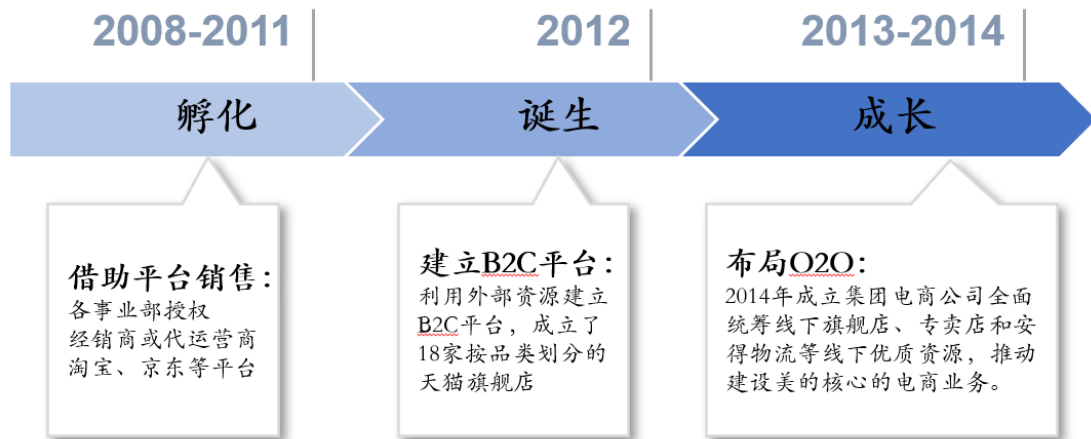 2008-2011
2012
2013-2014
孵化
诞生
成长
借助平台销售：
各事业部授权
经销商或代运营商
淘宝、京东等平台
建立B2C平台：
利用外部资源建立
B2C平台，成立了
18家按品类划分的
天猫旗舰店
布局O2O：
2014年成立集团电商公司全面
统筹线下旗舰店、专卖店和安
得物流等线下优质资源，推动
建设美的核心的电商业务。